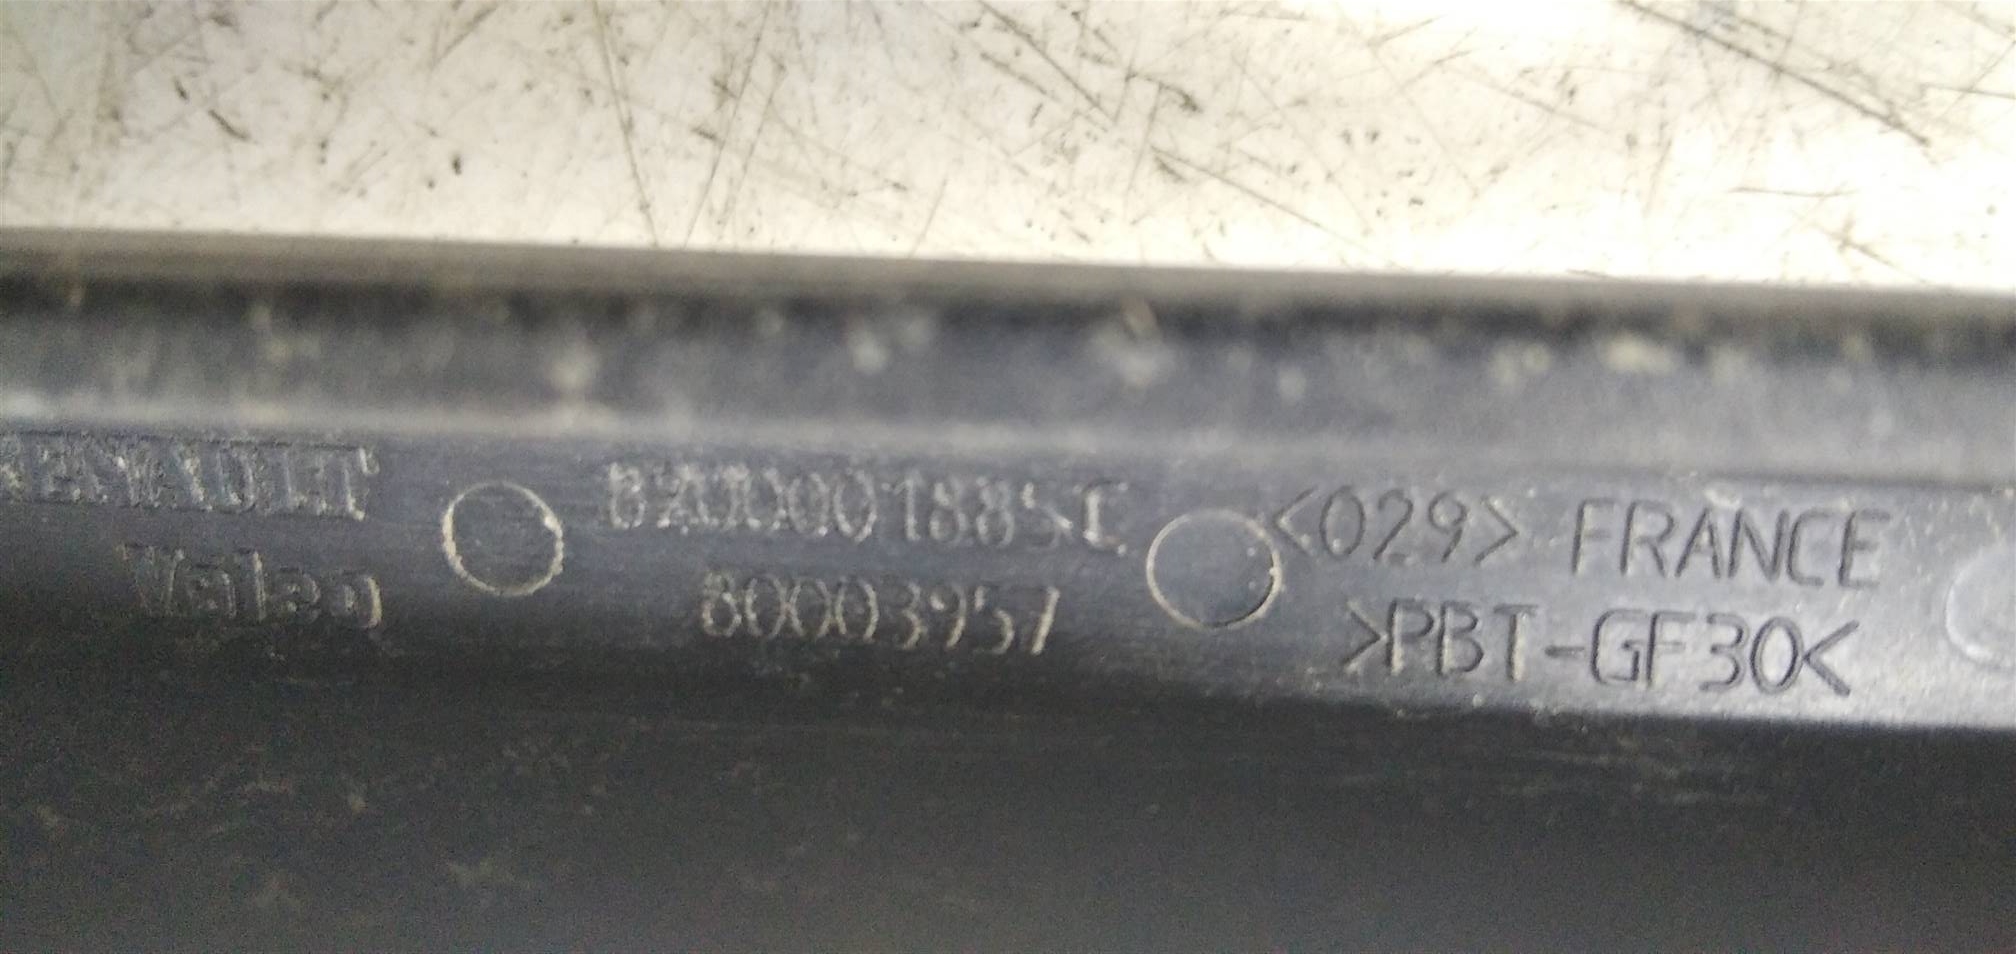 RENAULT 8200001885C <029> FRANCE
Valeo 80003957 >PBT-GF30<